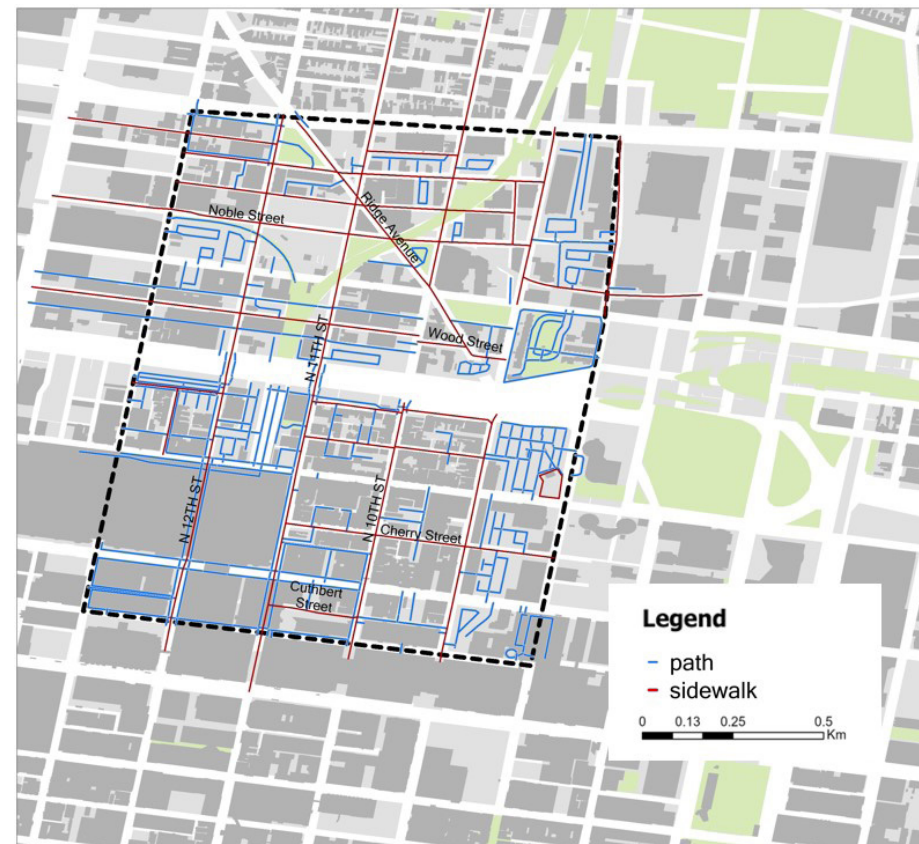 Ridge Avenue
Noble Street
N 11TH ST
Wood Street
N 12TH ST
N 10TH ST
Cherry Street
Cuthbert
Street
Legend
path
sidewalk
0 0.13 0.25 0.5
Km